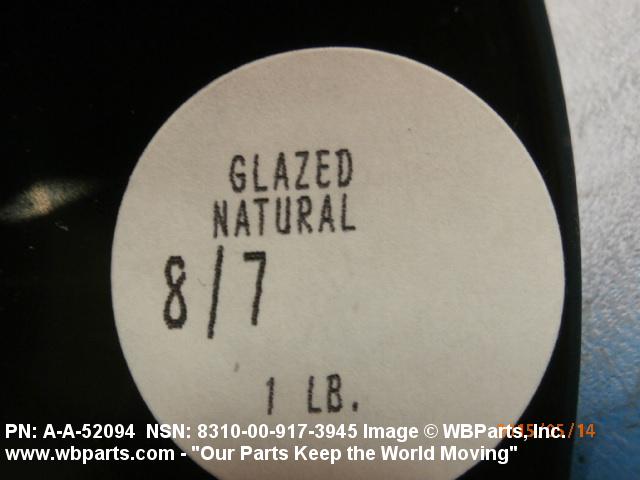 GLAZED
NATURAL
8/7
1 LB.
PN: A-A-52094 NSN: 8310-00-917-3945 Image © WBParts, Inc.
www.wbparts.com - "Our Parts Keep the World Moving"